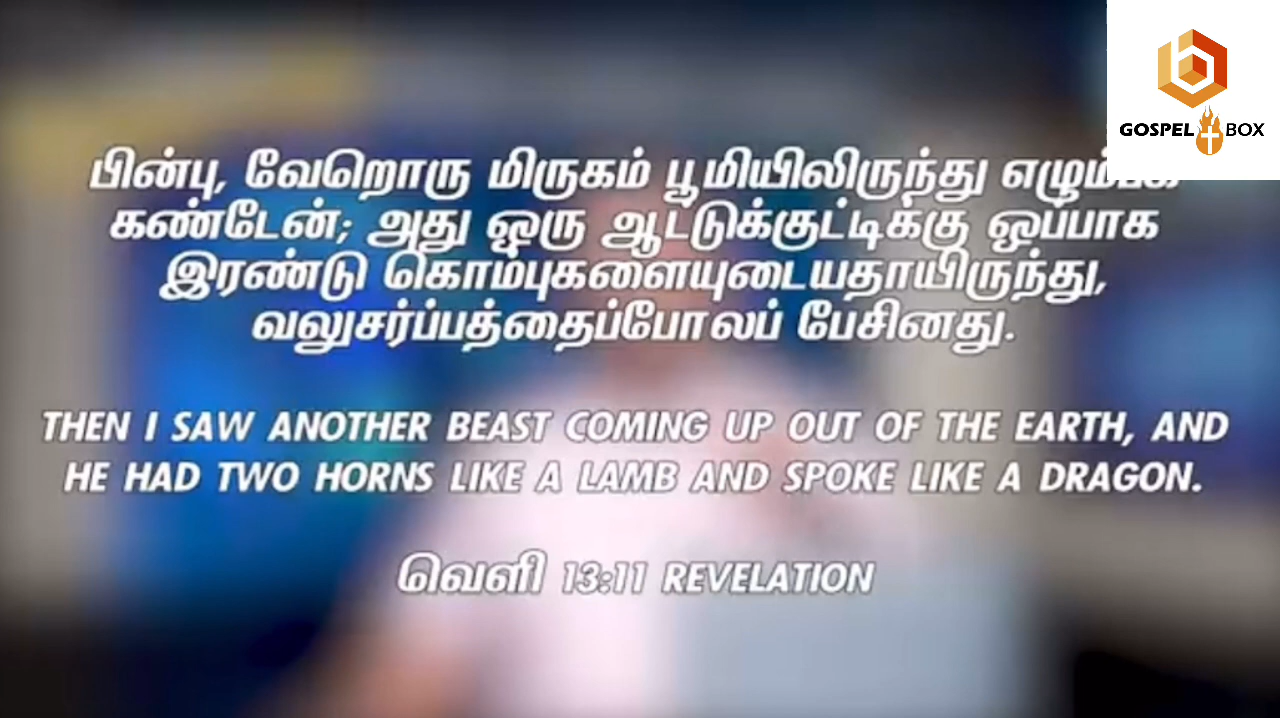 GOSPEL BOX
பின்பு, வேறொரு மிருகம் பூமியிலிருந்து
கண்டேன்; அது ஒரு ஆட்டுக்குட்டிக்கு ஒப்பாக
இரண்டு கொம்புகளையுடையதாயிருந்து,
வலுசர்ப்பத்தைப்போலப் பேசினது.
THEN I SAW ANOTHER BEAST COMING UP OUT OF THE EARTH, AND
HE HAD TWO HORNS LIKE A LAMB AND SPOKE LIKE A DRAGON.
வெளி 13:11 REVELATION